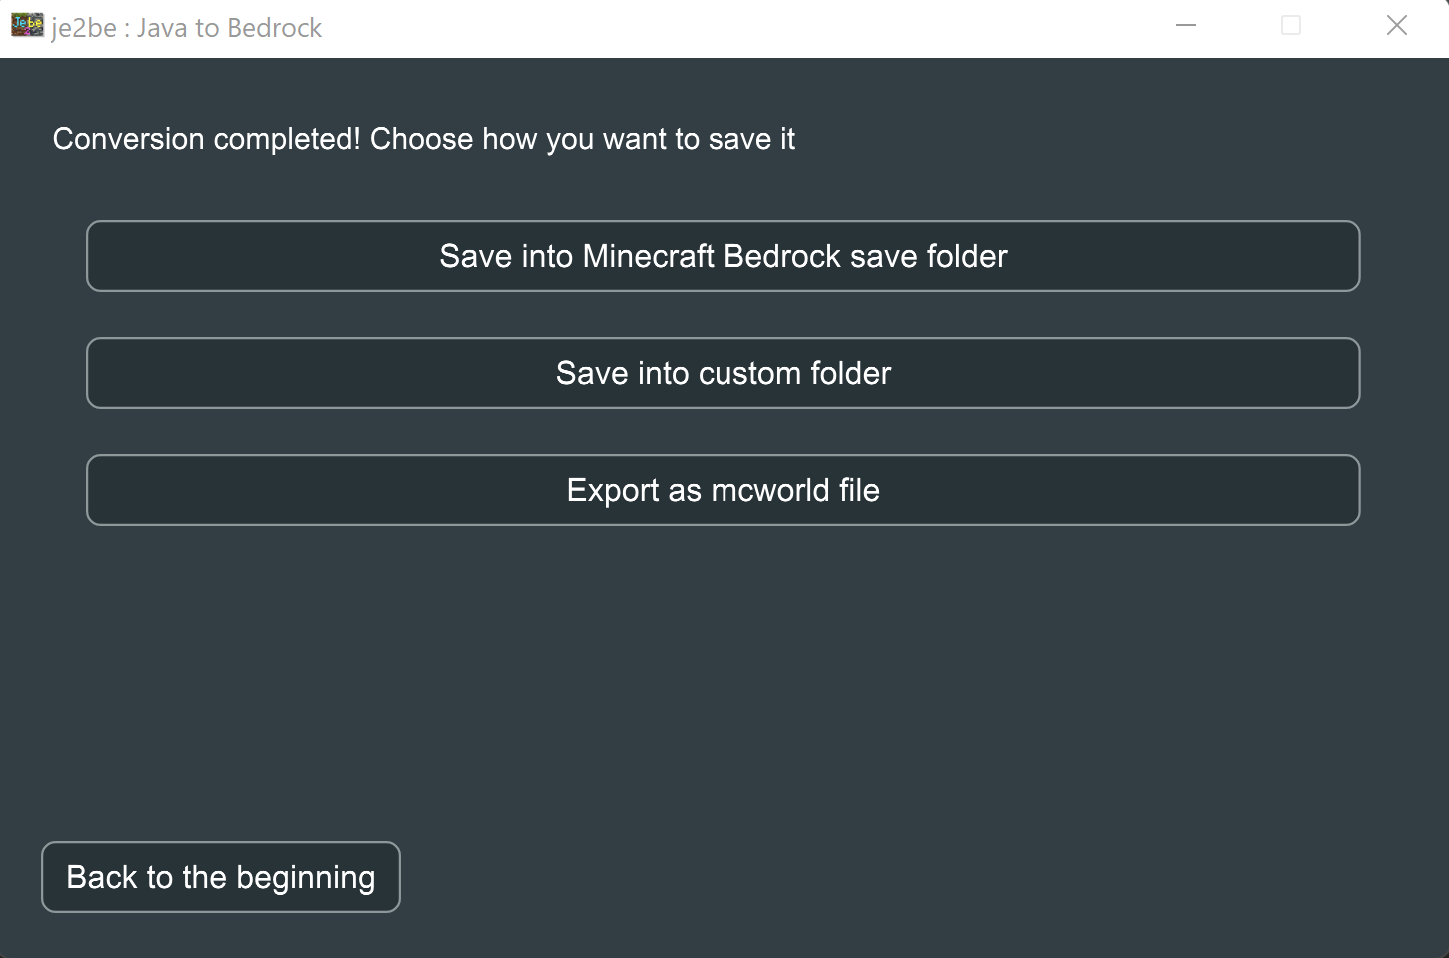 Jebe je2be : Java to Bedrock
Conversion completed! Choose how you want to save it
Save into Minecraft Bedrock save folder
Save into custom folder
Export as mcworld file
Back to the beginning